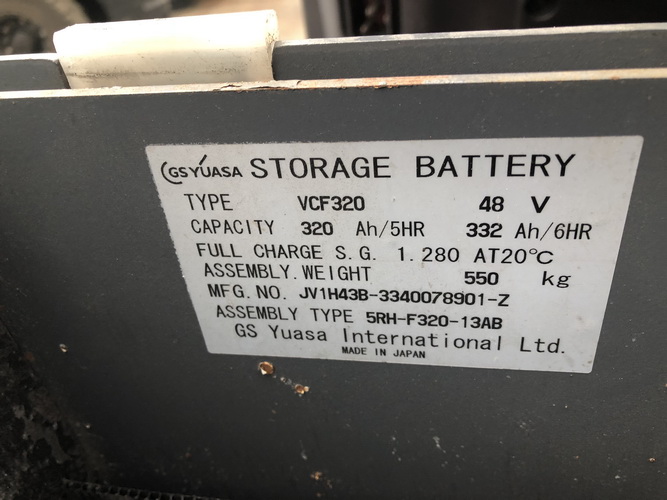 GS YUASA STORAGE BATTERY
TYPE VCF320 48 V
CAPACITY 320 Ah/5HR 332 Ah/6HR
FULL CHARGE S.G. 1.280 AT20℃
ASSEMBLY.WEIGHT 550 kg
MFG.NO. JV1H43B-3340078901-Z
ASSEMBLY TYPE 5RH-F320-13AB
GS Yuasa International Ltd.
MADE IN JAPAN